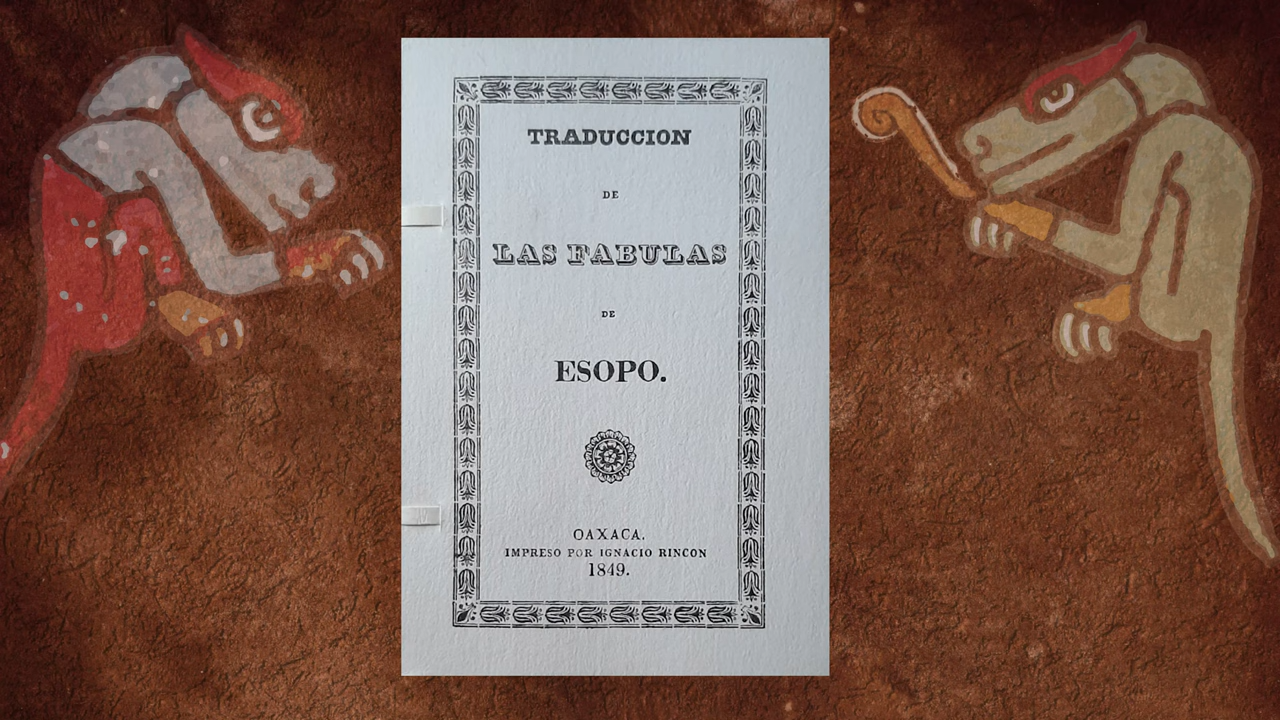 TRADUCCION
DE
LAS FABULAS
DE
ESOPO.
OAXACA.
IMPRESO POR IGNACIO RINCON
1849.